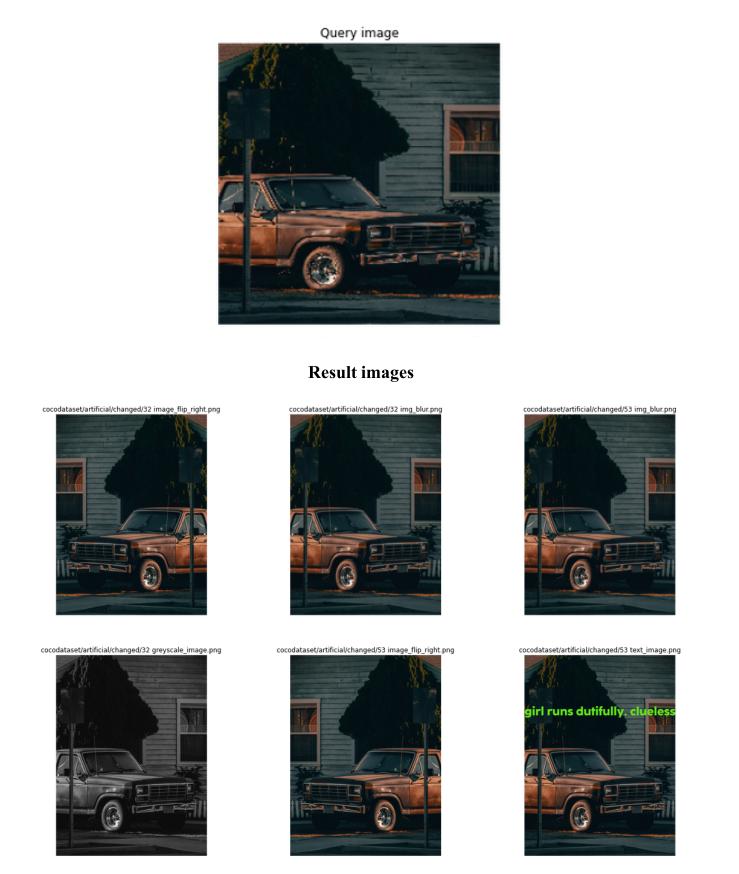 Query image
Result images
cocodataset/artificial/changed/32 image_flip_right.png
cocodataset/artificial/changed/32 img_blur.png
cocodataset/artificial/changed/53 img_blur.png
cocodataset/artificial/changed/32 greyscale_image.png
cocodataset/artificial/changed/53 image_flip_right.png
cocodataset/artificial/changed/53 text_image.png
girl runs dutifully. clueless